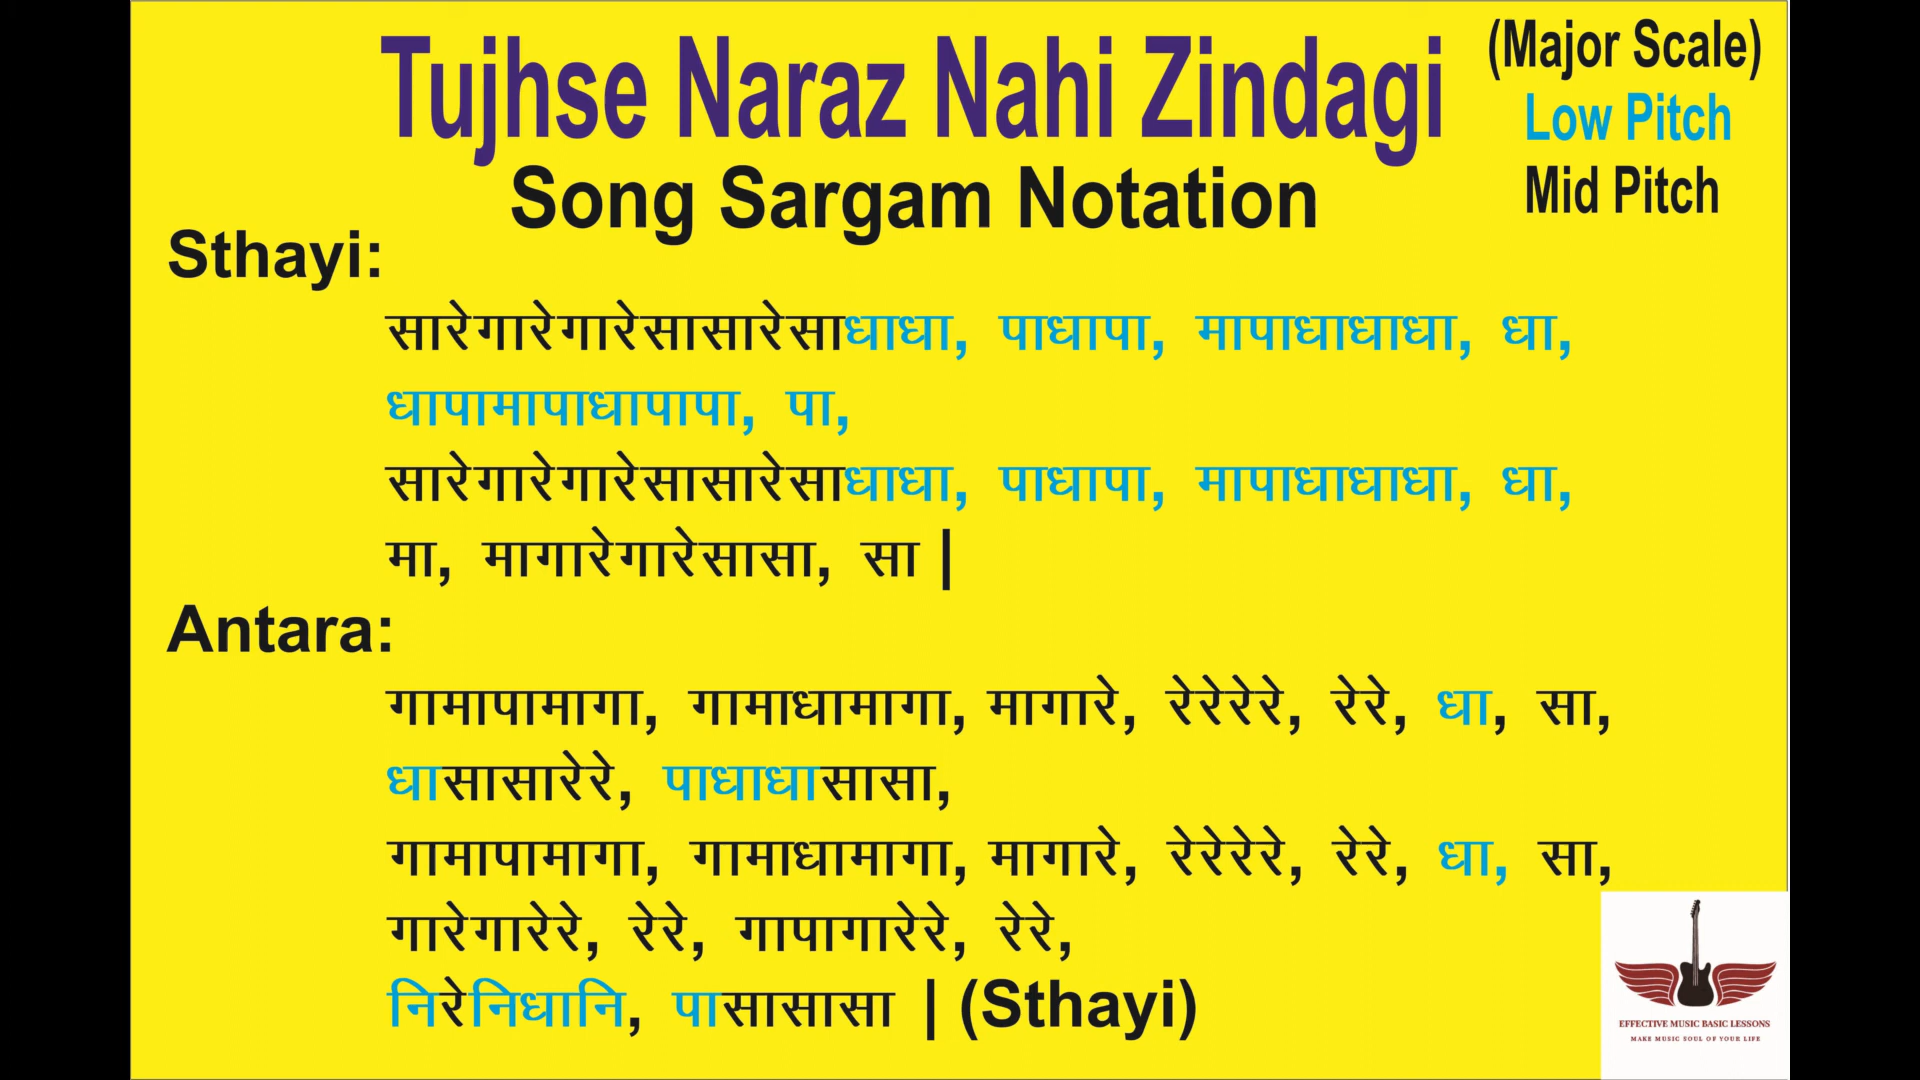 Tujhse Naraz Nahi Zindagi
(Major Scale)
Low Pitch
Mid Pitch
Song Sargam Notation
Sthayi:
सारेगारेगारेसासारेसाधाधा, पाधापा, मापाधाधाधा, धा,
धापामापाधापापा, पा,
सारेगारेगारेसासारेसाधाधा, पाधापा, मापाधाधाधा, धा,
मा, मागारेगारेसासा, सा |
Antara:
गामापामागा, गामाधामागा, मागारे, रेरेरेरे, रेरे, धा, सा,
धासासारेरे, पाधाधासासा,
गामापामागा, गामाधामागा, मागारे, रेरेरेरे, रेरे, धा, सा,
गारेगारेरे, रेरे, गापागारेरे, रेरे,
निरेनिधानि, पासासासा | (Sthayi)
EFFECTIVE MUSIC BASIC LESSONS
MAKE MUSIC SOUL OF YOUR LIFE